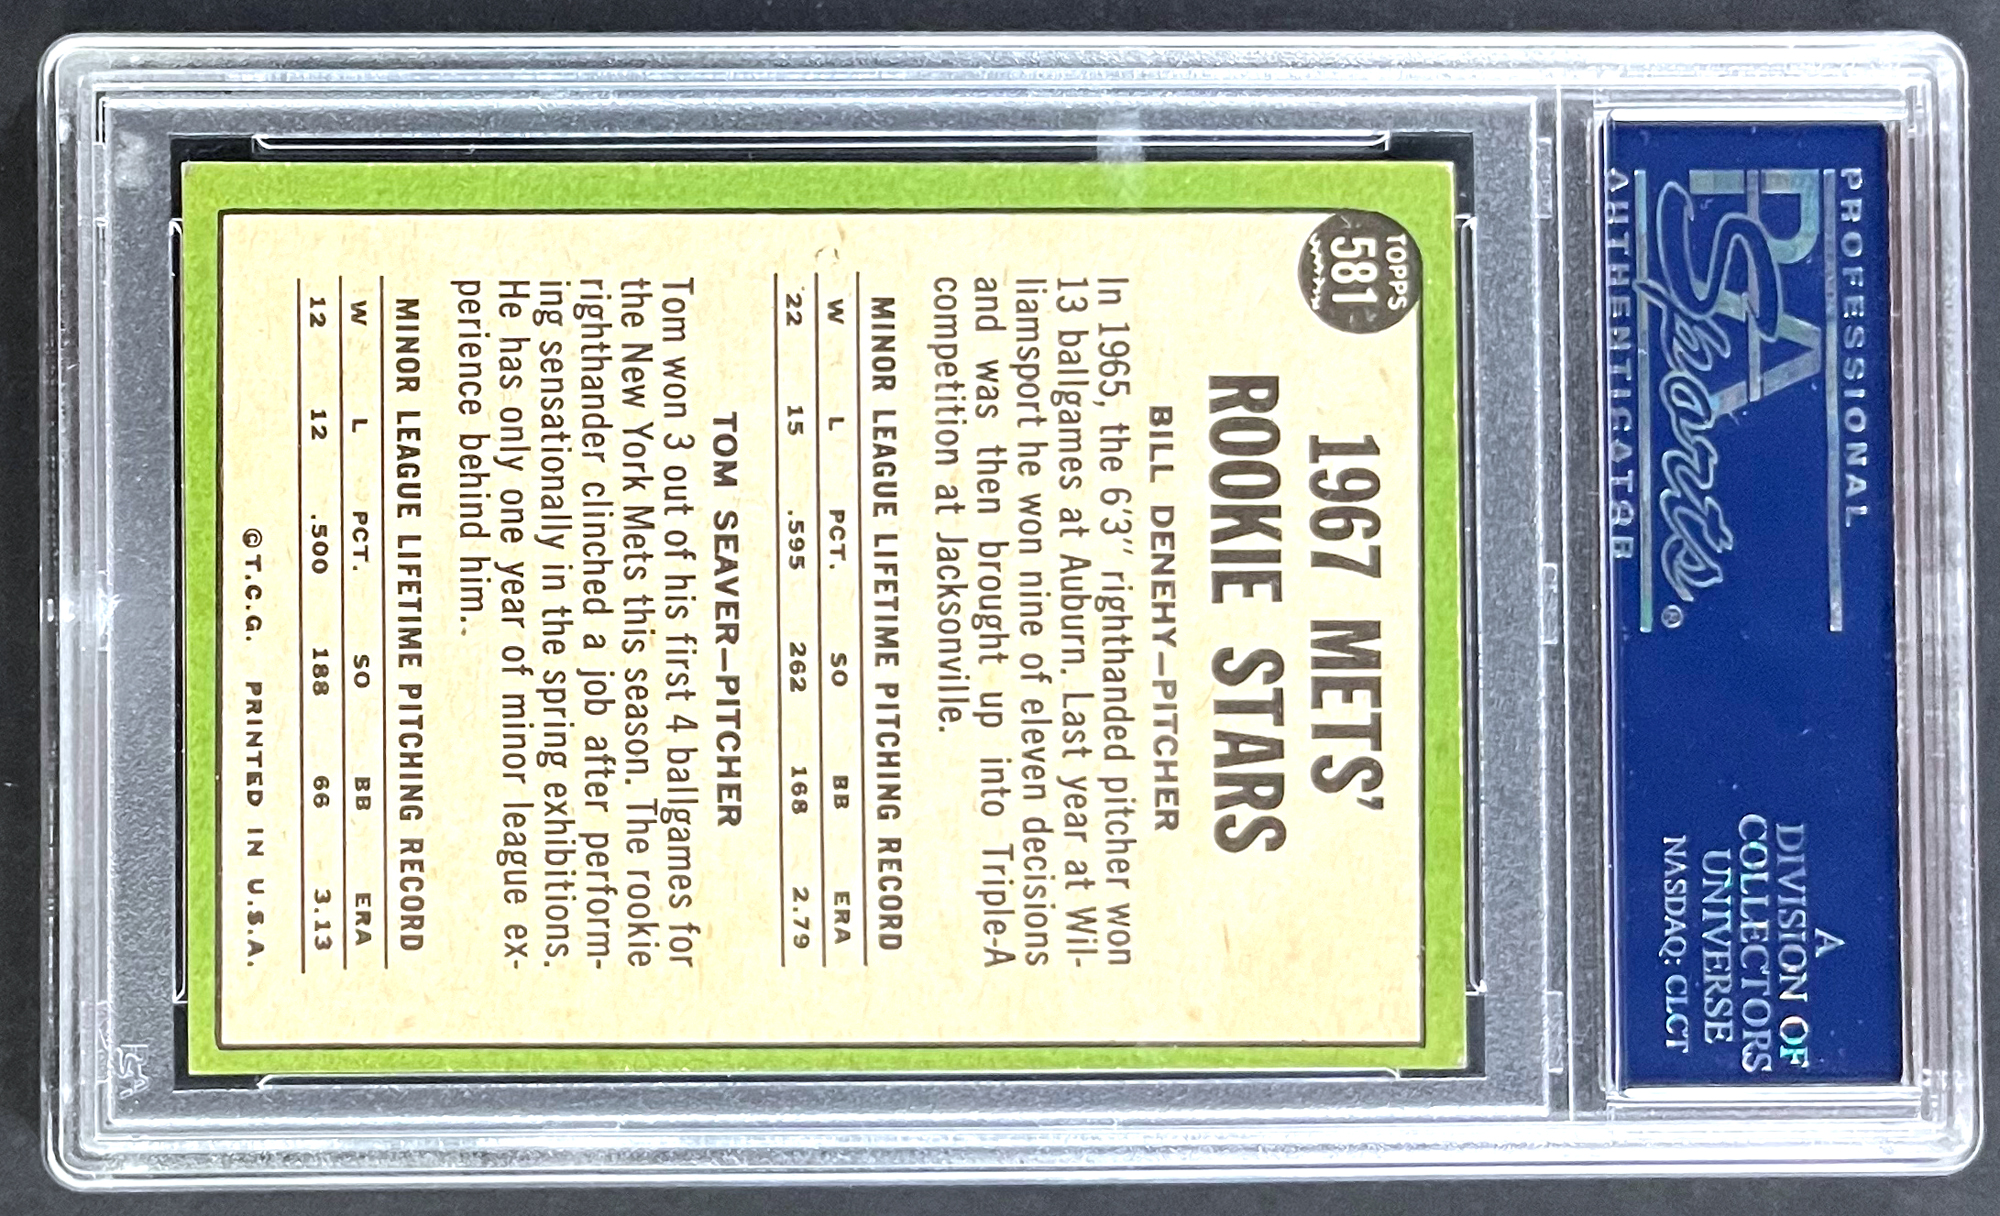 PROFESSIONAL
PSA
Sports®
AUTHENTICATOR
A
DIVISION OF
COLLECTORS
UNIVERSE
NASDAQ: CLCT
TOPPS
581
1967 METS'
ROOKIE STARS
BILL DENEHY—PITCHER
In 1965, the 6'3" righthanded pitcher won
13 ballgames at Auburn. Last year at Wil-
liamsport he won nine of eleven decisions
and was then brought up into Triple-A
competition at Jacksonville.
MINOR LEAGUE LIFETIME PITCHING RECORD
W L PCT. SO BB ERA
22 15 .595 262 168 2.79
TOM SEAVER—PITCHER
Tom won 3 out of his first 4 ballgames for
the New York Mets this season. The rookie
righthander clinched a job after perform-
ing sensationally in the spring exhibitions.
He has only one year of minor league ex-
perience behind him.
MINOR LEAGUE LIFETIME PITCHING RECORD
W L PCT. SO BB ERA
12 12 .500 188 66 3.13
©T.C.G. PRINTED IN U.S.A.
PSA